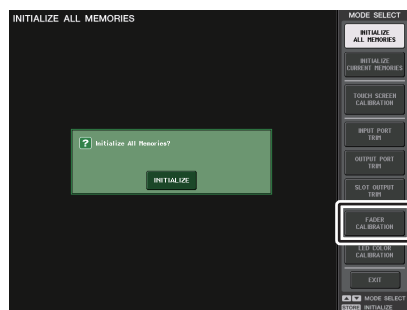 INITIALIZE ALL MEMORIES
Initialize All Memories?
INITIALIZE
MODE SELECT
INITIALIZE
ALL MEMORIES
INITIALIZE
CURRENT MEMORIES
TOUCH SCREEN
CALIBRATION
INPUT PORT
TRIM
OUTPUT PORT
TRIM
SLOT OUTPUT
TRIM
FADER
CALIBRATION
LED COLOR
CALIBRATION
EXIT
MODE SELECT
STORE INITIALIZE